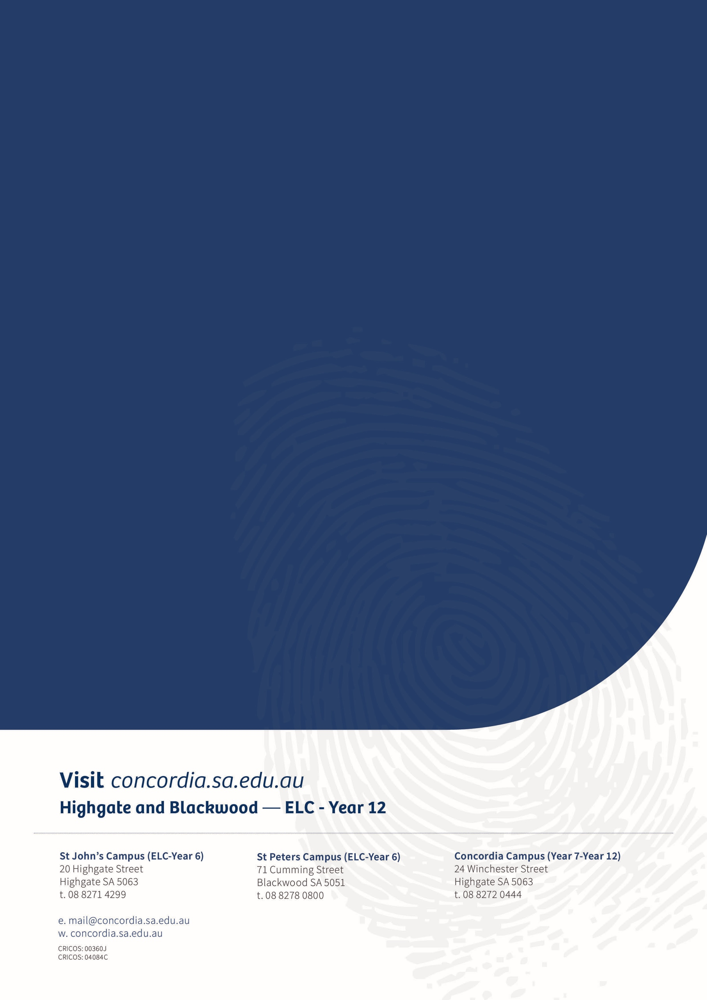 Visit concordia.sa.edu.au
Highgate and Blackwood — ELC - Year 12
St John’s Campus (ELC-Year 6)
20 Highgate Street
Highgate SA 5063
t. 08 8271 4299
St Peters Campus (ELC-Year 6)
71 Cumming Street
Blackwood SA 5051
t. 08 8278 0800
Concordia Campus (Year 7-Year 12)
24 Winchester Street
Highgate SA 5063
t. 08 8272 0444
e. mail@concordia.sa.edu.au
w. concordia.sa.edu.au
CRICOS: 00360J
CRICOS: 04084C